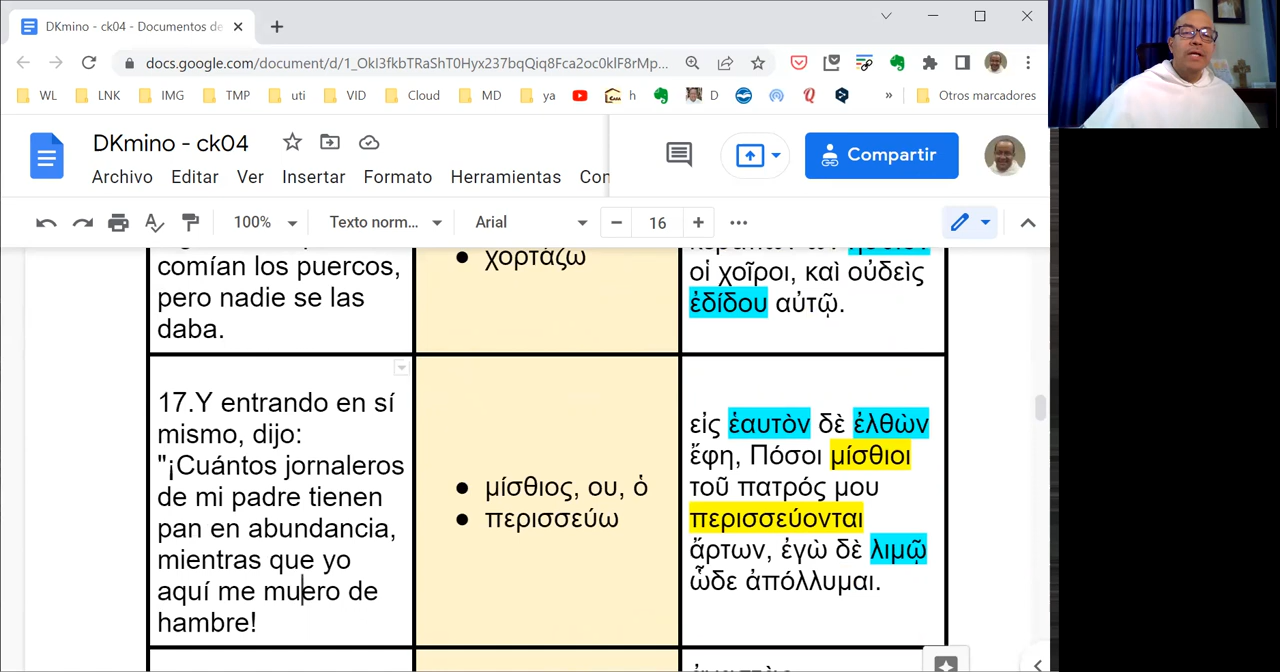 DKmino - ck04 - Documentos de
docs.google.com/document/d/1_OkI3fkbTRaShT0Hyx237bqQiq8Fca2oc0klF8rMp...
WL LNK IMG TMP uti VID Cloud MD ya h D » Otros marcadores
DKmino - ck04
Archivo Editar Ver Insertar Formato Herramientas Con
Compartir
100% Texto norm... Arial 16
comían los puercos,
pero nadie se las
daba.
χορτάζω
οἱ χοῖροι, καὶ οὐδεὶς
ἐδίδου αὐτῷ.
17.Y entrando en sí
mismo, dijo:
"¡Cuántos jornaleros
de mi padre tienen
pan en abundancia,
mientras que yo
aquí me muero de
hambre!
● μίσθιος, ου, ὁ
● περισσεύω
εἰς ἑαυτὸν δὲ ἐλθὼν
ἔφη, Πόσοι μίσθιοι
τοῦ πατρός μου
περισσεύονται
ἄρτων, ἐγὼ δὲ λιμῷ
ὧδε ἀπόλλυμαι.